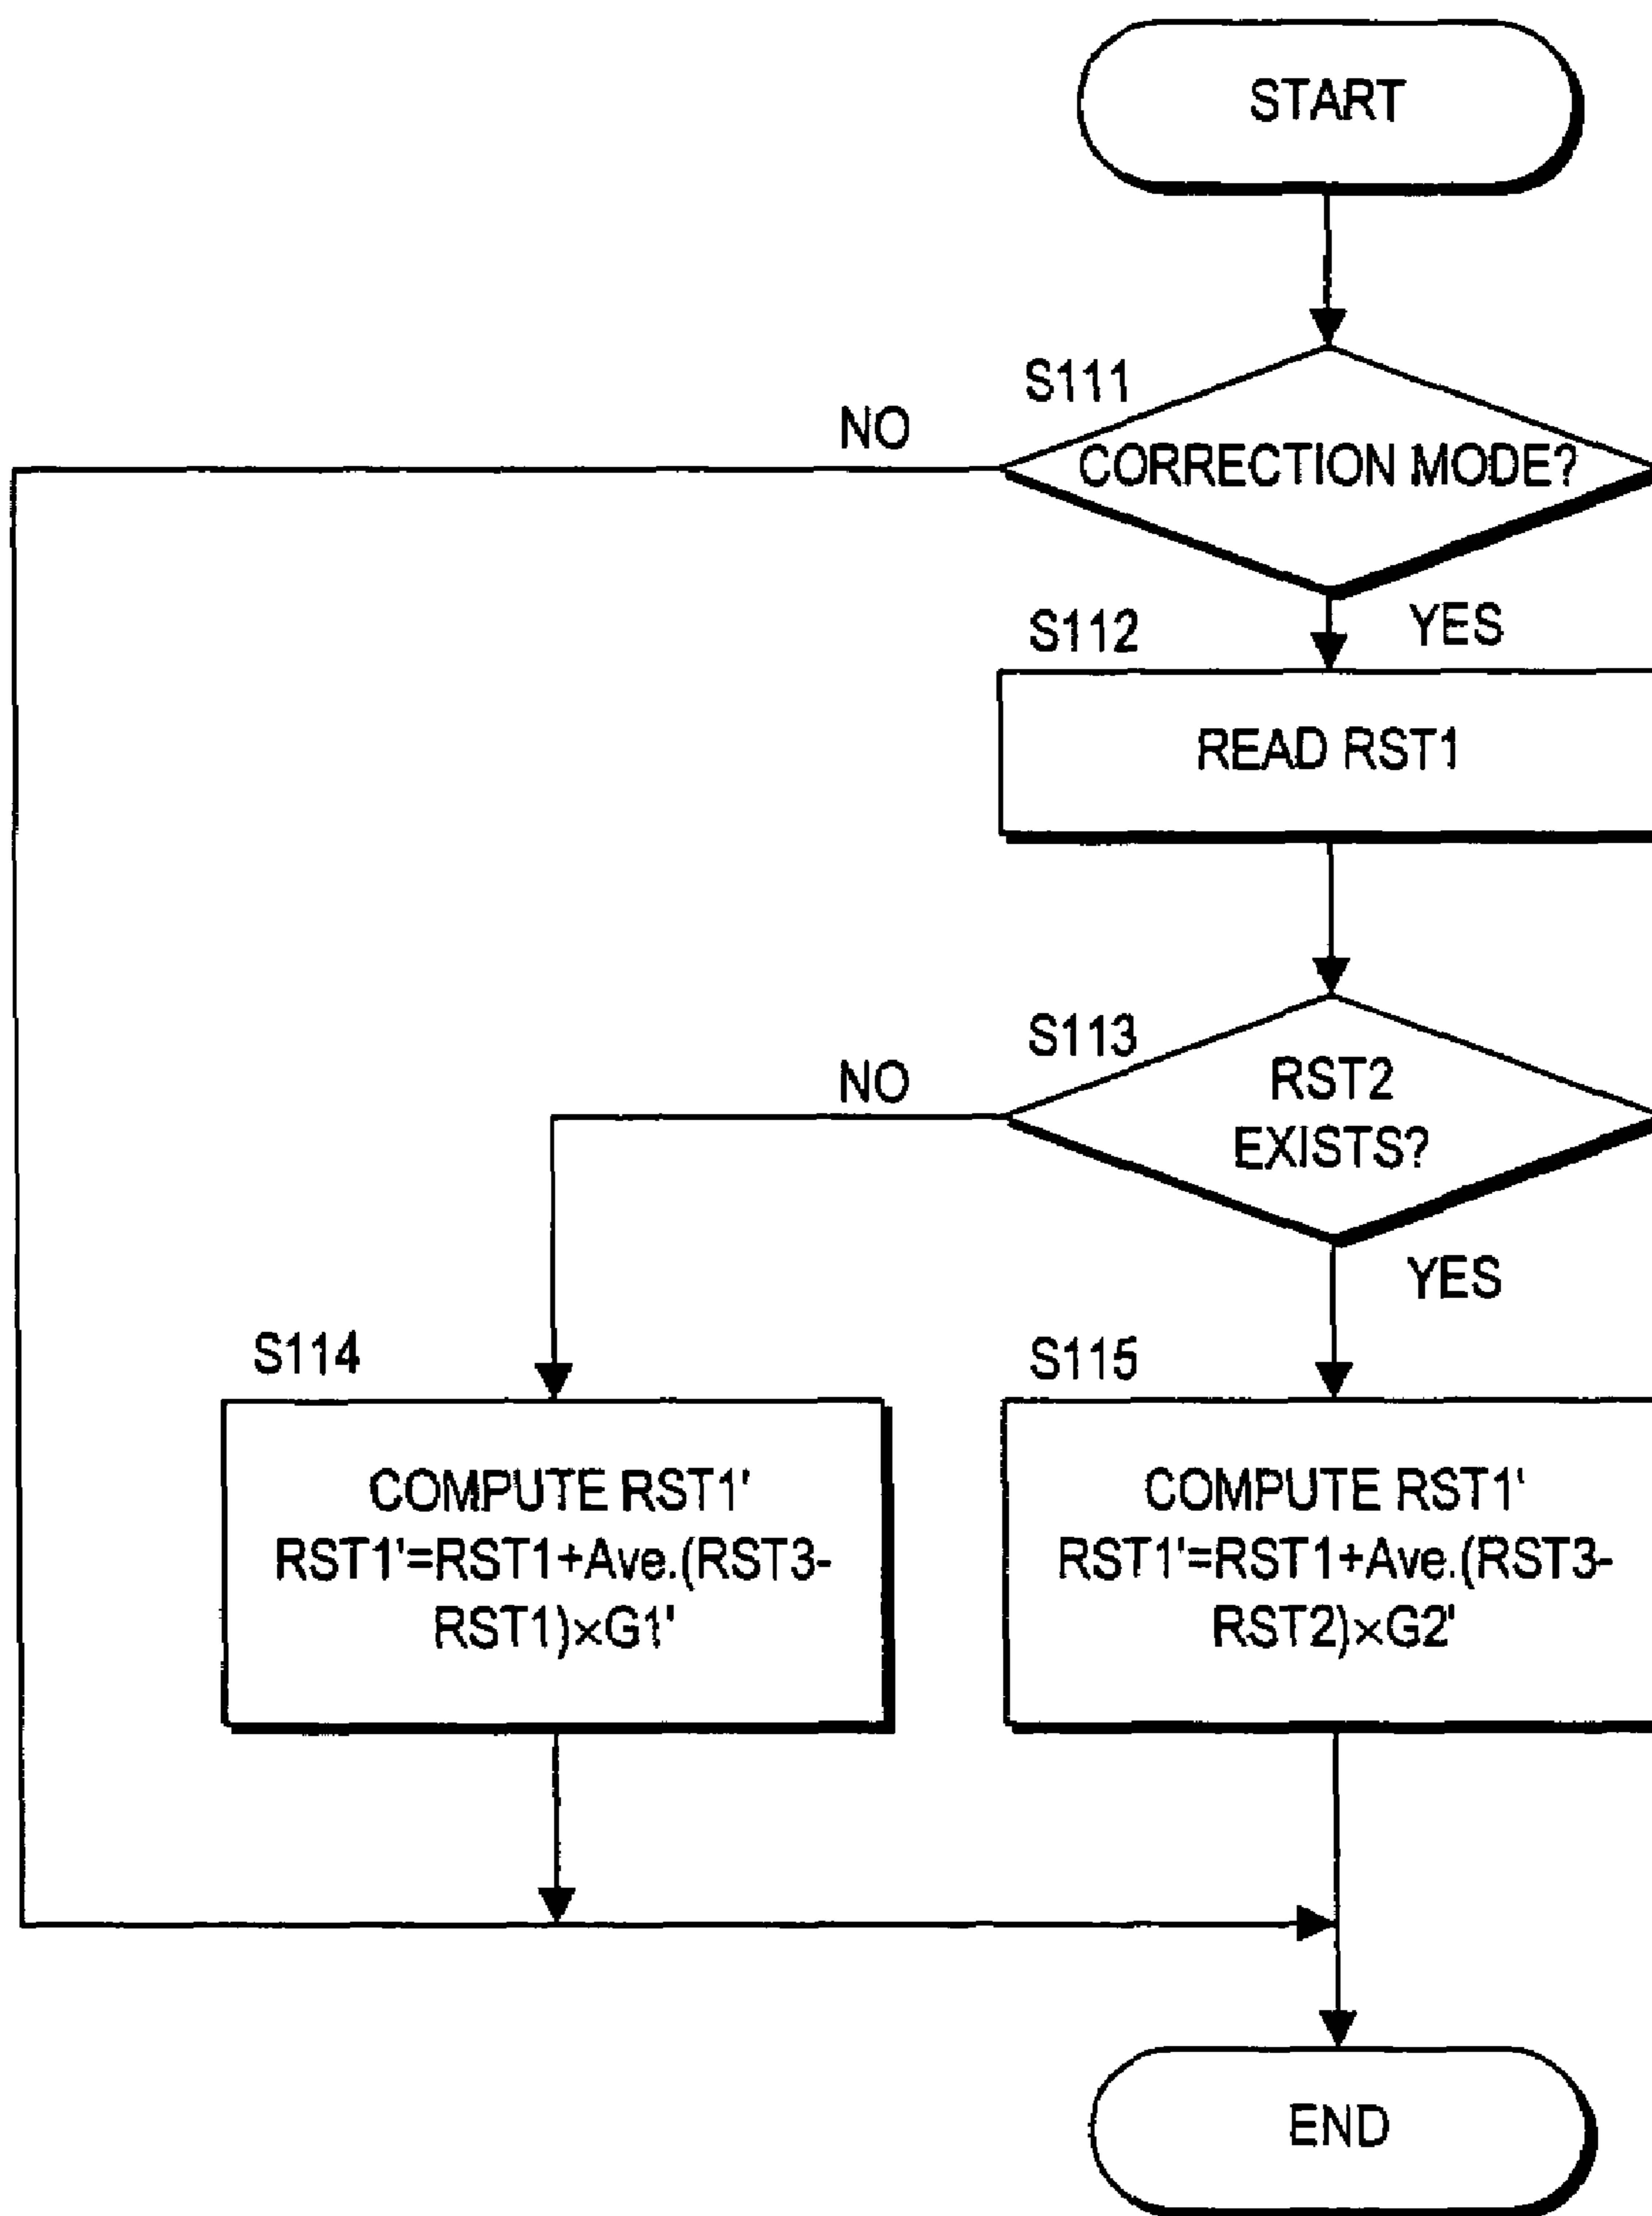 START
S111
NO
CORRECTION MODE?
S112
YES
READ RST1
S113
NO
RST2
EXISTS?
YES
S114
S115
COMPUTE RST1'
RST1'=RST1+Ave.(RST3-
RST1)×G1'
COMPUTE RST1'
RST1'=RST1+Ave.(RST3-
RST2)×G2'
END